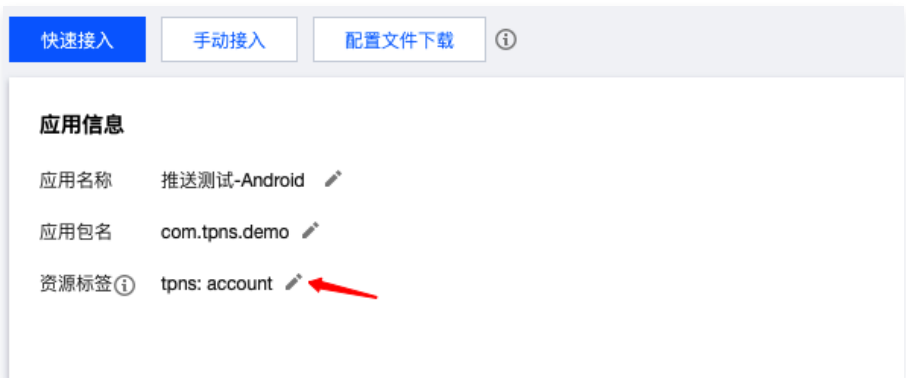 快速接入 手动接入 配置文件下载
应用信息
应用名称 推送测试-Android
应用包名 com.tpns.demo
资源标签 tpns: account